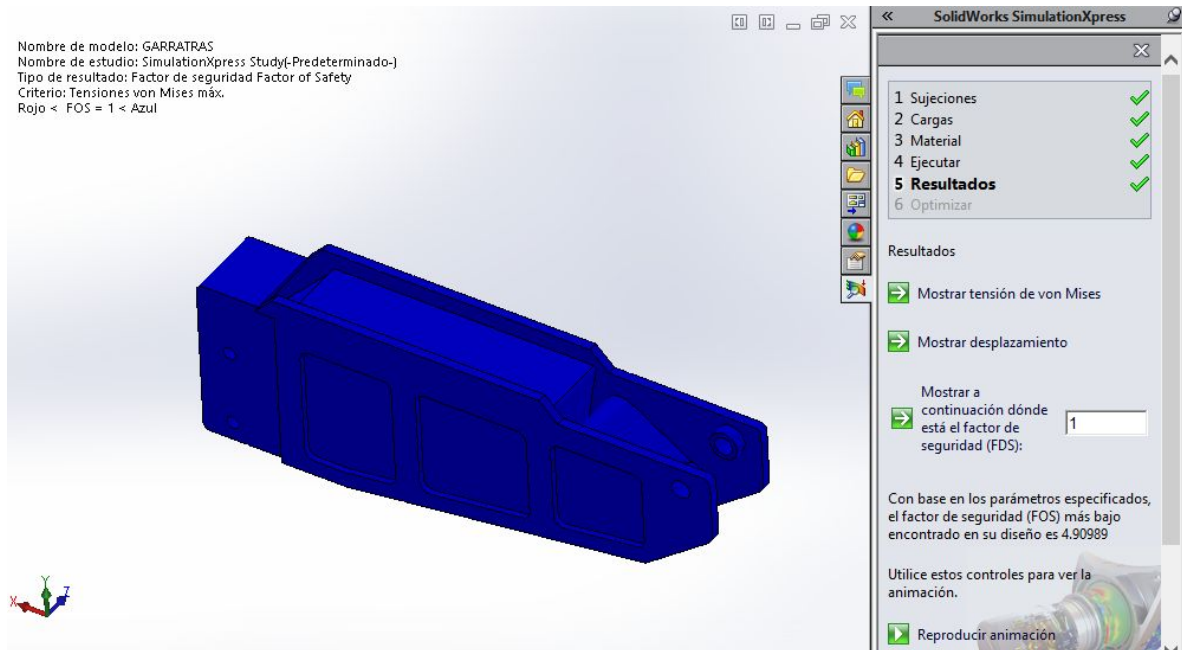 SolidWorks SimulationXpress
Nombre de modelo: GARRATRAS
Nombre de estudio: SimulationXpress Study(-Predeterminado-)
Tipo de resultado: Factor de seguridad Factor of Safety
Criterio: Tensiones von Mises máx.
Rojo < FOS = 1 < Azul
1 Sujeciones
2 Cargas
3 Material
4 Ejecutar
5 Resultados
6 Optimizar
Resultados
Mostrar tensión de von Mises
Mostrar desplazamiento
Mostrar a
continuación dónde
está el factor de
seguridad (FDS):
1
Con base en los parámetros especificados,
el factor de seguridad (FOS) más bajo
encontrado en su diseño es 4.90989
Utilice estos controles para ver la
animación.
Reproducir animación
X
Y
Z